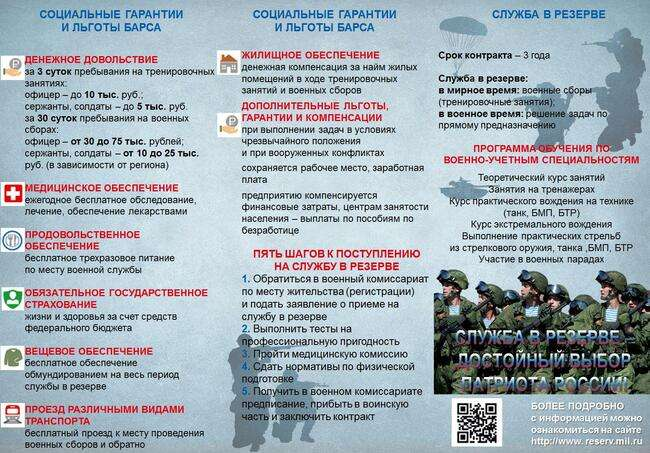 СОЦИАЛЬНЫЕ ГАРАНТИИ
И ЛЬГОТЫ БАРСА
ДЕНЕЖНОЕ ДОВОЛЬСТВИЕ
за 3 суток пребывания на тренировочных
занятиях:
офицер – до 10 тыс. руб.;
сержанты, солдаты – до 5 тыс. руб.
за 30 суток пребывания на военных
сборах:
офицер – от 30 до 75 тыс. рублей;
сержанты, солдаты – от 10 до 25 тыс.
руб. (в зависимости от региона)
МЕДИЦИНСКОЕ ОБЕСПЕЧЕНИЕ
ежегодное бесплатное обследование,
лечение, обеспечение лекарствами
ПРОДОВОЛЬСТВЕННОЕ
ОБЕСПЕЧЕНИЕ
бесплатное трехразовое питание
по месту военной службы
ОБЯЗАТЕЛЬНОЕ ГОСУДАРСТВЕННОЕ
СТРАХОВАНИЕ
жизни и здоровья за счет средств
федерального бюджета
ВЕЩЕВОЕ ОБЕСПЕЧЕНИЕ
бесплатное обеспечение
обмундированием на весь период
службы в резерве
ПРОЕЗД РАЗЛИЧНЫМИ ВИДАМИ
ТРАНСПОРТА
бесплатный проезд к месту проведения
военных сборов и обратно
СОЦИАЛЬНЫЕ ГАРАНТИИ
И ЛЬГОТЫ БАРСА
ЖИЛИЩНОЕ ОБЕСПЕЧЕНИЕ
денежная компенсация за найм жилых
помещений в ходе тренировочных
занятий и военных сборов
ДОПОЛНИТЕЛЬНЫЕ ЛЬГОТЫ,
ГАРАНТИИ И КОМПЕНСАЦИИ
при выполнении задач в условиях
чрезвычайного положения
и при вооруженных конфликтах
сохраняется рабочее место, заработная
плата
предприятию компенсируется
финансовые затраты, центрам занятости
населения – выплаты по пособиям по
безработице
ПЯТЬ ШАГОВ К ПОСТУПЛЕНИЮ
НА СЛУЖБУ В РЕЗЕРВЕ
1. Обратиться в военный комиссариат
по месту жительства (регистрации)
и подать заявление о приеме на
службу в резерве
2. Выполнить тесты на
профессиональную пригодность
3. Пройти медицинскую комиссию
4. Сдать нормативы по физической
подготовке
5. Получить в военном комиссариате
предписание, прибыть в воинскую
часть и заключить контракт
СЛУЖБА В РЕЗЕРВЕ
Срок контракта – 3 года
Служба в резерве:
в мирное время: военные сборы
(тренировочные занятия);
в военное время: решение задач по
прямому предназначению
ПРОГРАММА ОБУЧЕНИЯ ПО
ВОЕННО-УЧЕТНЫМ СПЕЦИАЛЬНОСТЯМ
Теоретический курс занятий
Занятия на тренажерах
Курс практического вождения на технике
(танк, БМП, БТР)
Курс экстремального вождения
Выполнение практических стрельб
из стрелкового оружия, танка ,БМП, БТР
Участие в военных парадах
СЛУЖБА В РЕЗЕРВЕ –
ДОСТОЙНЫЙ ВЫБОР
ПАТРИОТА РОССИИ!
БОЛЕЕ ПОДРОБНО
с информацией можно
ознакомиться на сайте
http://www.reserv.mil.ru